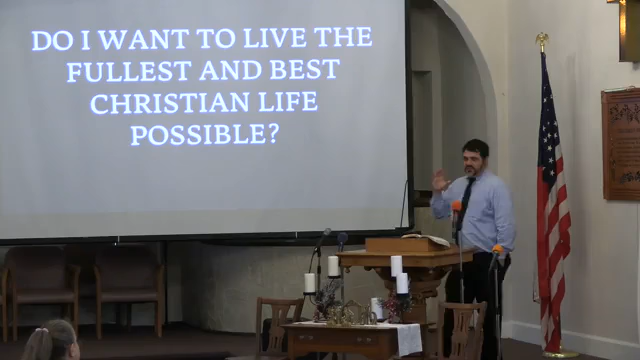 DO I WANT TO LIVE THE
FULLEST AND BEST
CHRISTIAN LIFE
POSSIBLE?